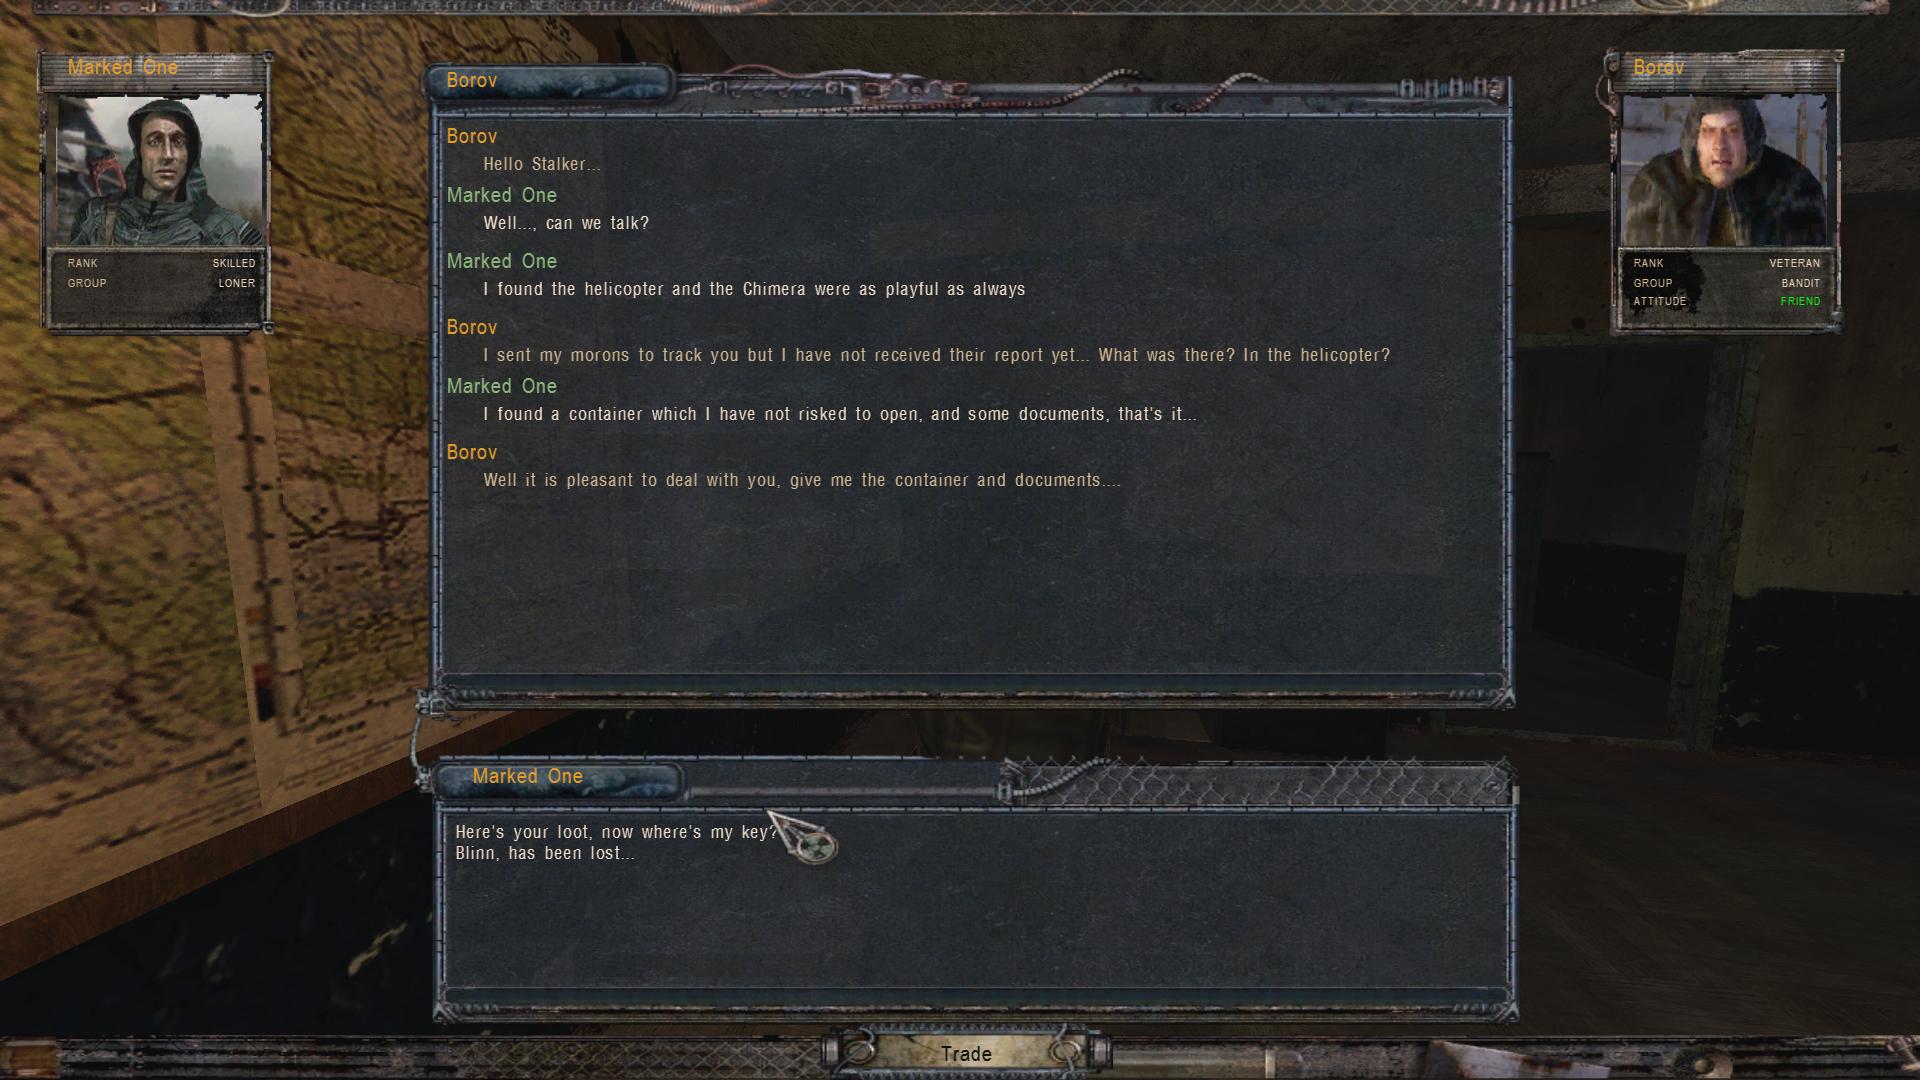 Marked One
RANK SKILLED
GROUP LONER
Borov
RANK VETERAN
GROUP BANDIT
ATTITUDE FRIEND
Borov
Borov
Hello Stalker...
Marked One
Well..., can we talk?
Marked One
I found the helicopter and the Chimera were as playful as always
Borov
I sent my morons to track you but I have not received their report yet... What was there? In the helicopter?
Marked One
I found a container which I have not risked to open, and some documents, that's it...
Borov
Well it is pleasant to deal with you, give me the container and documents....
Marked One
Here's your loot, now where's my key?
Blinn, has been lost...
Trade